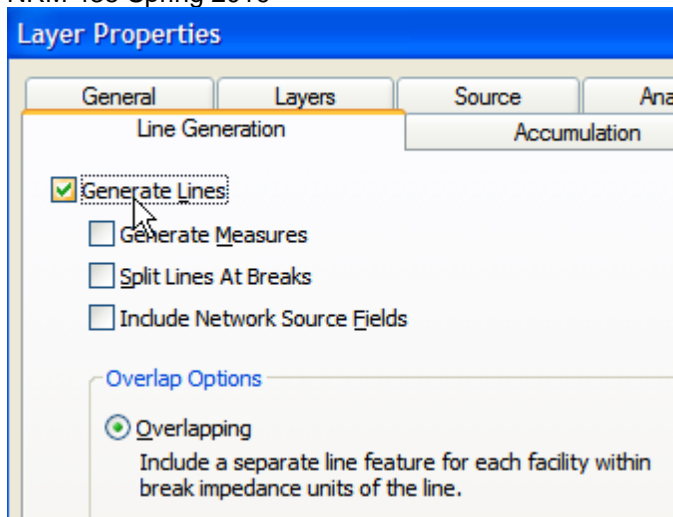 Layer Properties
General Layers Source Ana
Line Generation Accumulation
Generate Lines
Generate Measures
Split Lines At Breaks
Include Network Source Fields
Overlap Options
Overlapping
Include a separate line feature for each facility within
break impedance units of the line.